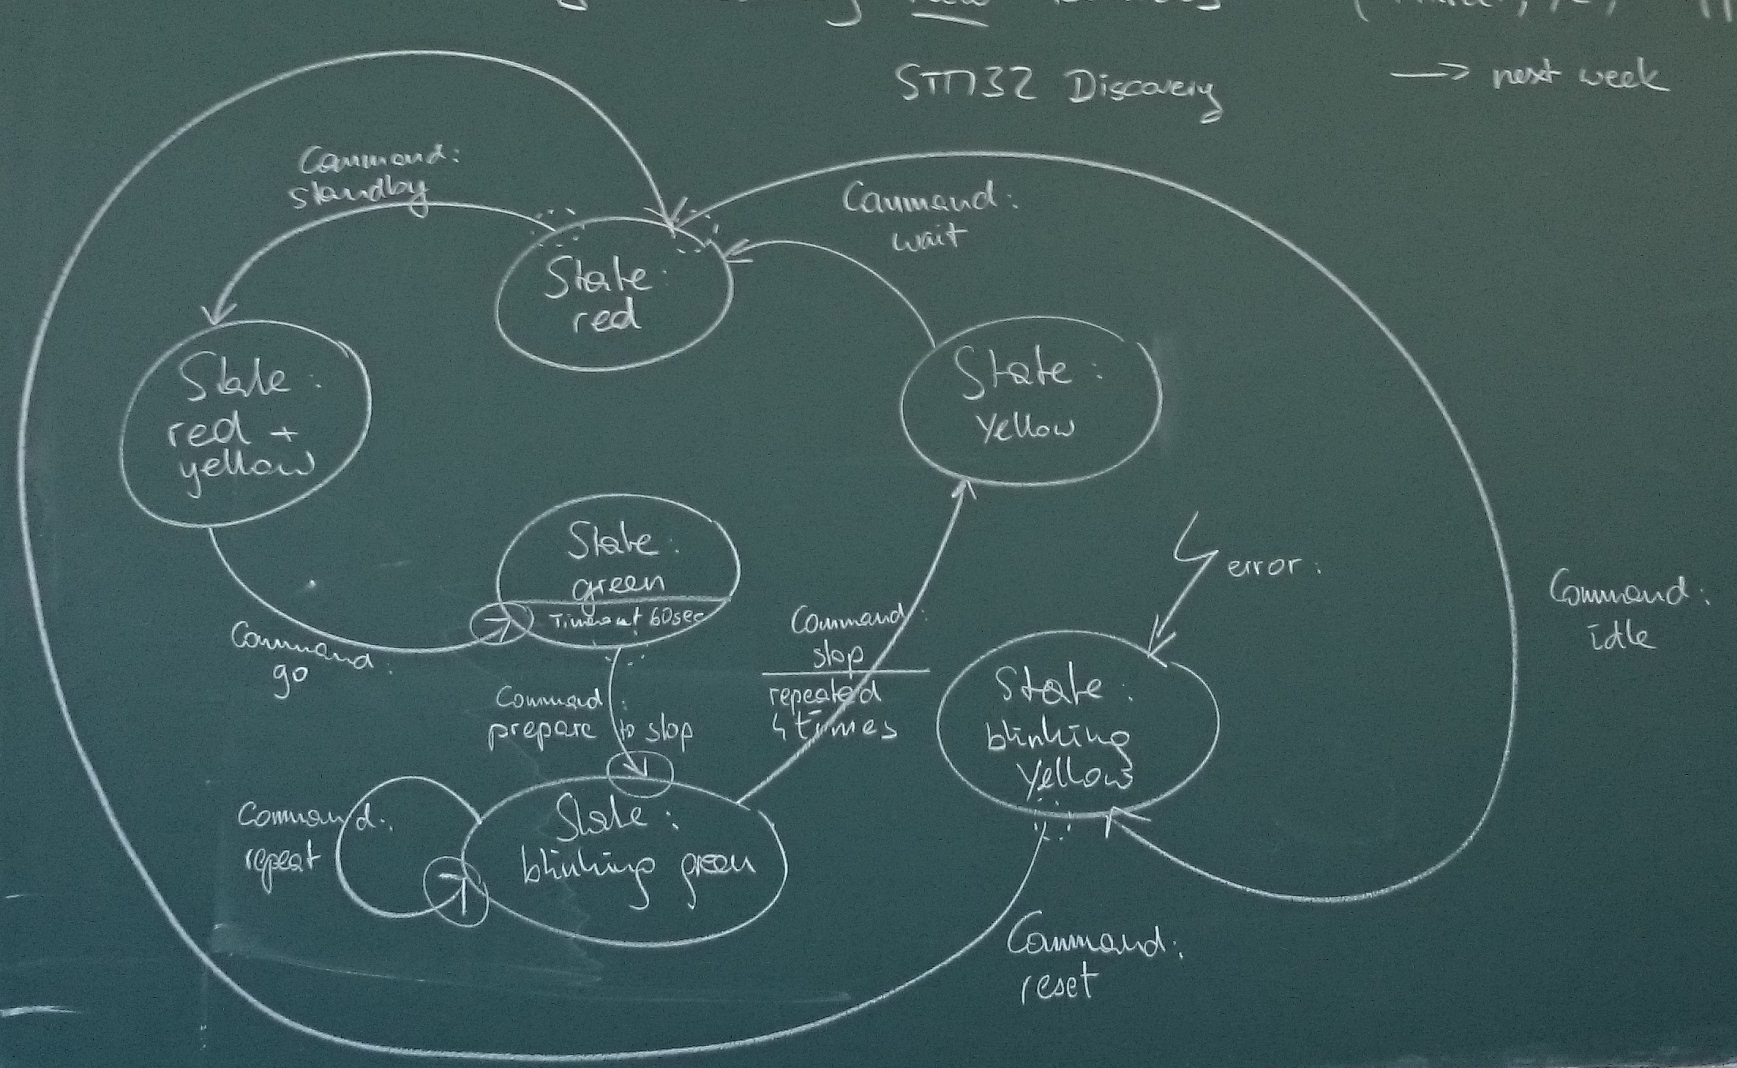 STM32 Discovery
→ next week
Command:
standby
Command:
wait
State:
red
State:
red +
yellow
State:
Yellow
State:
green
Timeout 60sec
error:
Command:
idle
Command:
go
Command:
stop
repeated
4 times
Command:
prepare to stop
State:
blinking
Yellow
Command:
repeat
State:
blinking green
Command:
reset